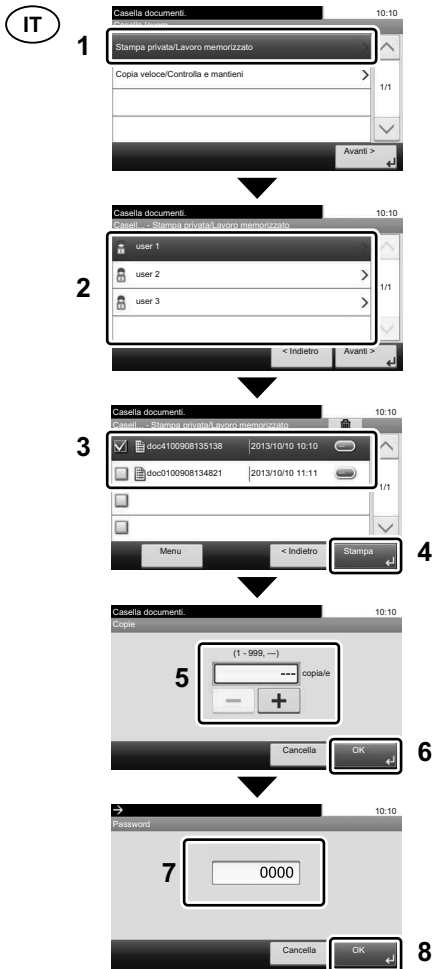 IT
Casella documenti. 10:10
Casella lavoro
1
Stampa privata/Lavoro memorizzato
Copia veloce/Controlla e mantieni
1/1
Avanti >
Casella documenti. 10:10
Casell... - Stampa privata/Lavoro memorizzato
2
user 1
user 2
user 3
1/1
< Indietro Avanti >
Casella documenti. 10:10
Casell... - Stampa privata/Lavoro memorizzato
3
doc4100908135138 2013/10/10 10:10
doc0100908134821 2013/10/10 11:11
1/1
Menu < Indietro Stampa 4
Casella documenti. 10:10
Copie
(1 - 999, ---)
5
--- copia/e
Cancella OK 6
10:10
Password
7
0000
Cancella OK 8